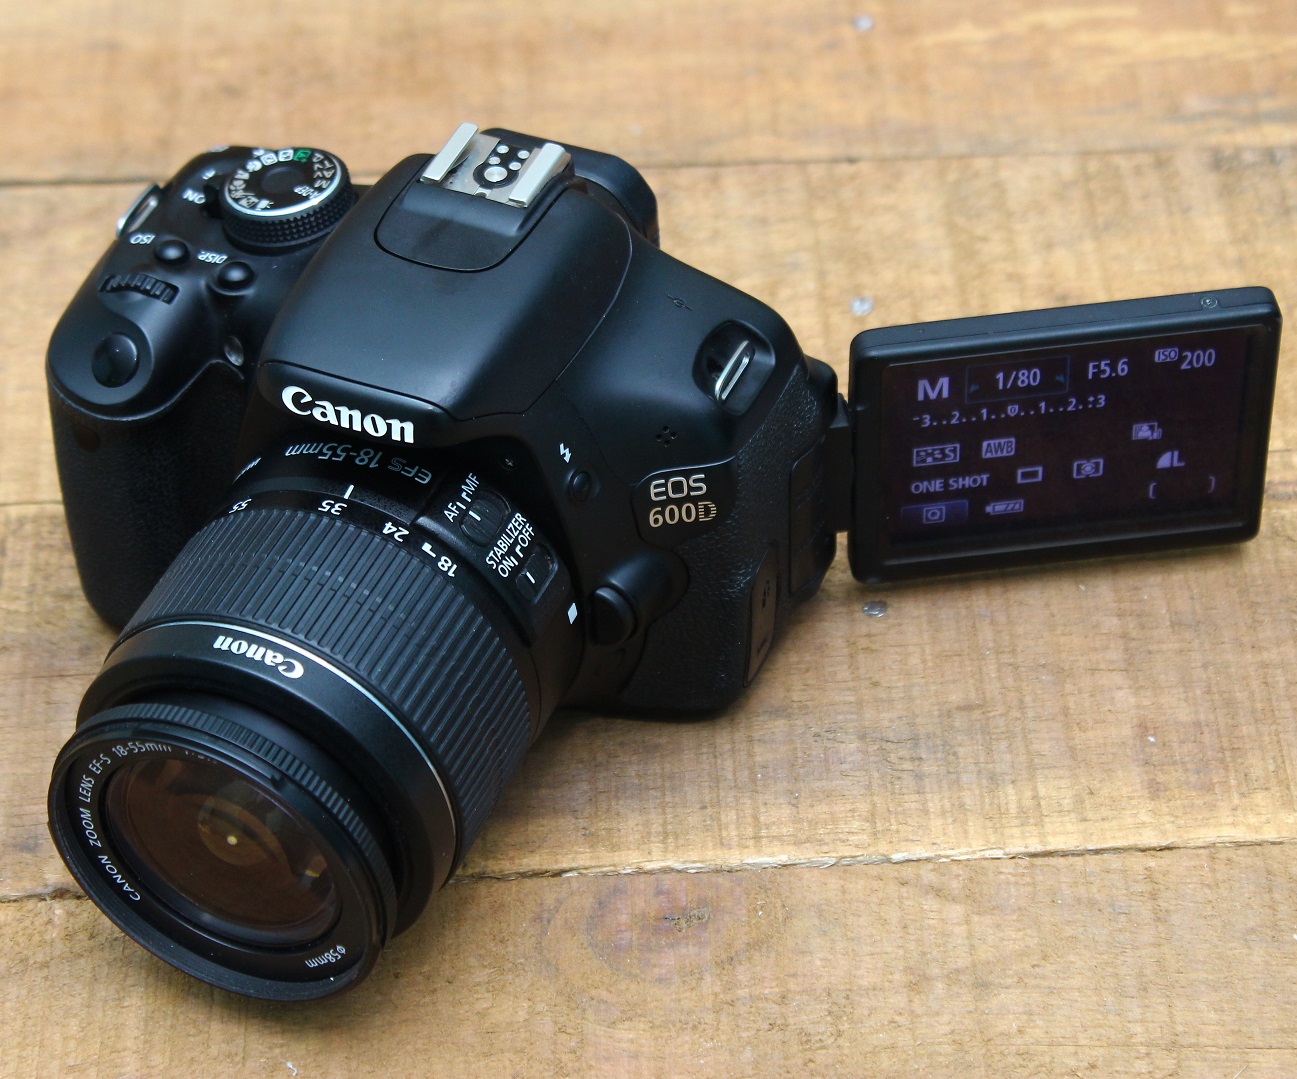 ISO
DISP.
Canon
EFS 18-55mm
55
35
24
18
AF MF
STABILIZER
ON OFF
EOS
600D
Canon
CANON ZOOM LENS EF-S 18-55mm
Φ58mm
M 1/80 F5.6 ISO 200
-3..2..1..0..1..2.:3
S AWB
ONE SHOT L
Q